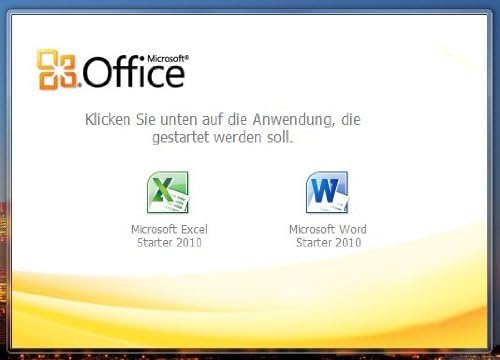 Microsoft®
Office
Klicken Sie unten auf die Anwendung, die
gestartet werden soll.
Microsoft Excel
Starter 2010
Microsoft Word
Starter 2010